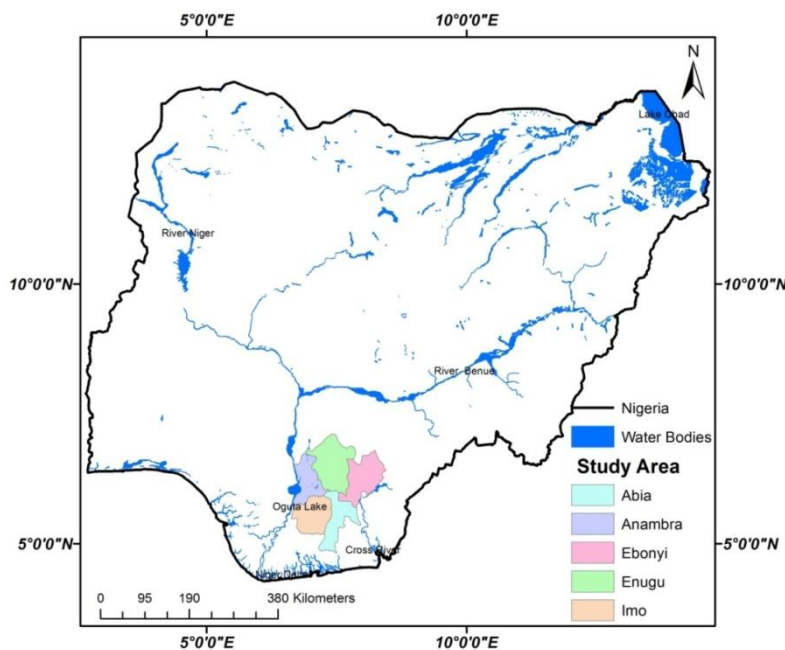 5°0'0"E
10°0'0"E
N
Lake Chad
River Niger
10°0'0"N
10°0'0"N
River Benue
Nigeria
Water Bodies
Study Area
Abia
Anambra
Ebonyi
Enugu
Imo
Oguta Lake
5°0'0"N
5°0'0"N
Cross River
Niger Delta
0 95 190 380 Kilometers
5°0'0"E
10°0'0"E